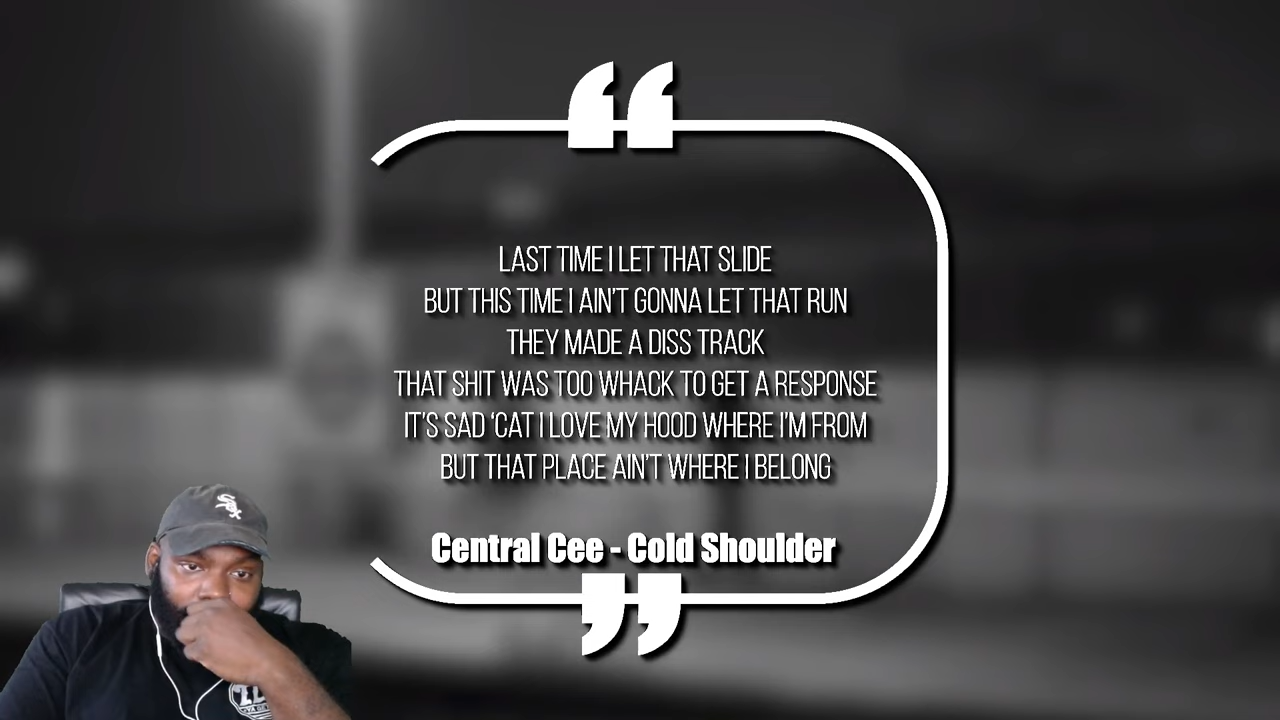 LAST TIME I LET THAT SLIDE
BUT THIS TIME I AIN'T GONNA LET THAT RUN
THEY MADE A DISS TRACK
THAT SHIT WAS TOO WHACK TO GET A RESPONSE
IT'S SAD 'CAT I LOVE MY HOOD WHERE I'M FROM
BUT THAT PLACE AIN'T WHERE I BELONG
Central Cee - Cold Shoulder
Sox